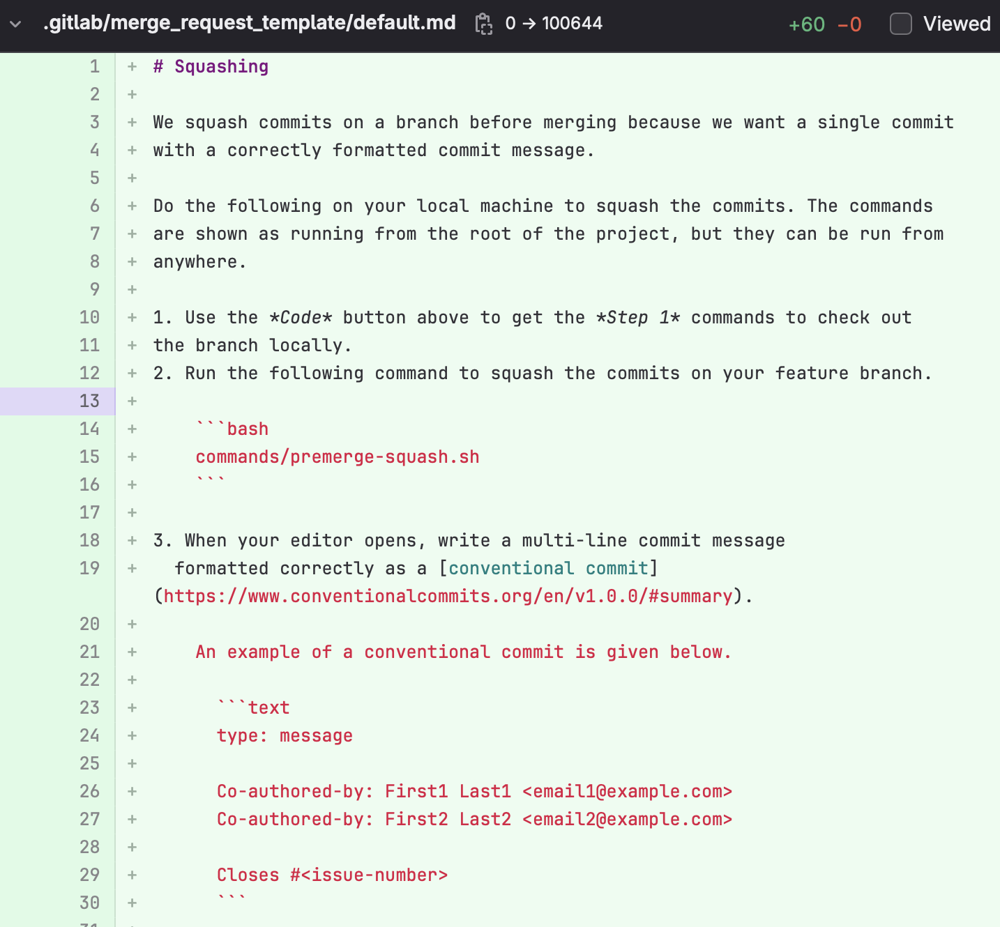 .gitlab/merge_request_template/default.md 0 → 100644 +60 −0 Viewed
1 + # Squashing
2 +
3 + We squash commits on a branch before merging because we want a single commit
4 + with a correctly formatted commit message.
5 +
6 + Do the following on your local machine to squash the commits. The commands
7 + are shown as running from the root of the project, but they can be run from
8 + anywhere.
9 +
10 + 1. Use the *Code* button above to get the *Step 1* commands to check out
11 + the branch locally.
12 + 2. Run the following command to squash the commits on your feature branch.
13 +
14 +     ```bash
15 +     commands/premerge-squash.sh
16 +     ```
17 +
18 + 3. When your editor opens, write a multi-line commit message
19 +   formatted correctly as a [conventional commit]
(https://www.conventionalcommits.org/en/v1.0.0/#summary).
20 +
21 +     An example of a conventional commit is given below.
22 +
23 +       ```text
24 +       type: message
25 +
26 +       Co-authored-by: First1 Last1 <email1@example.com>
27 +       Co-authored-by: First2 Last2 <email2@example.com>
28 +
29 +       Closes #<issue-number>
30 +       ```